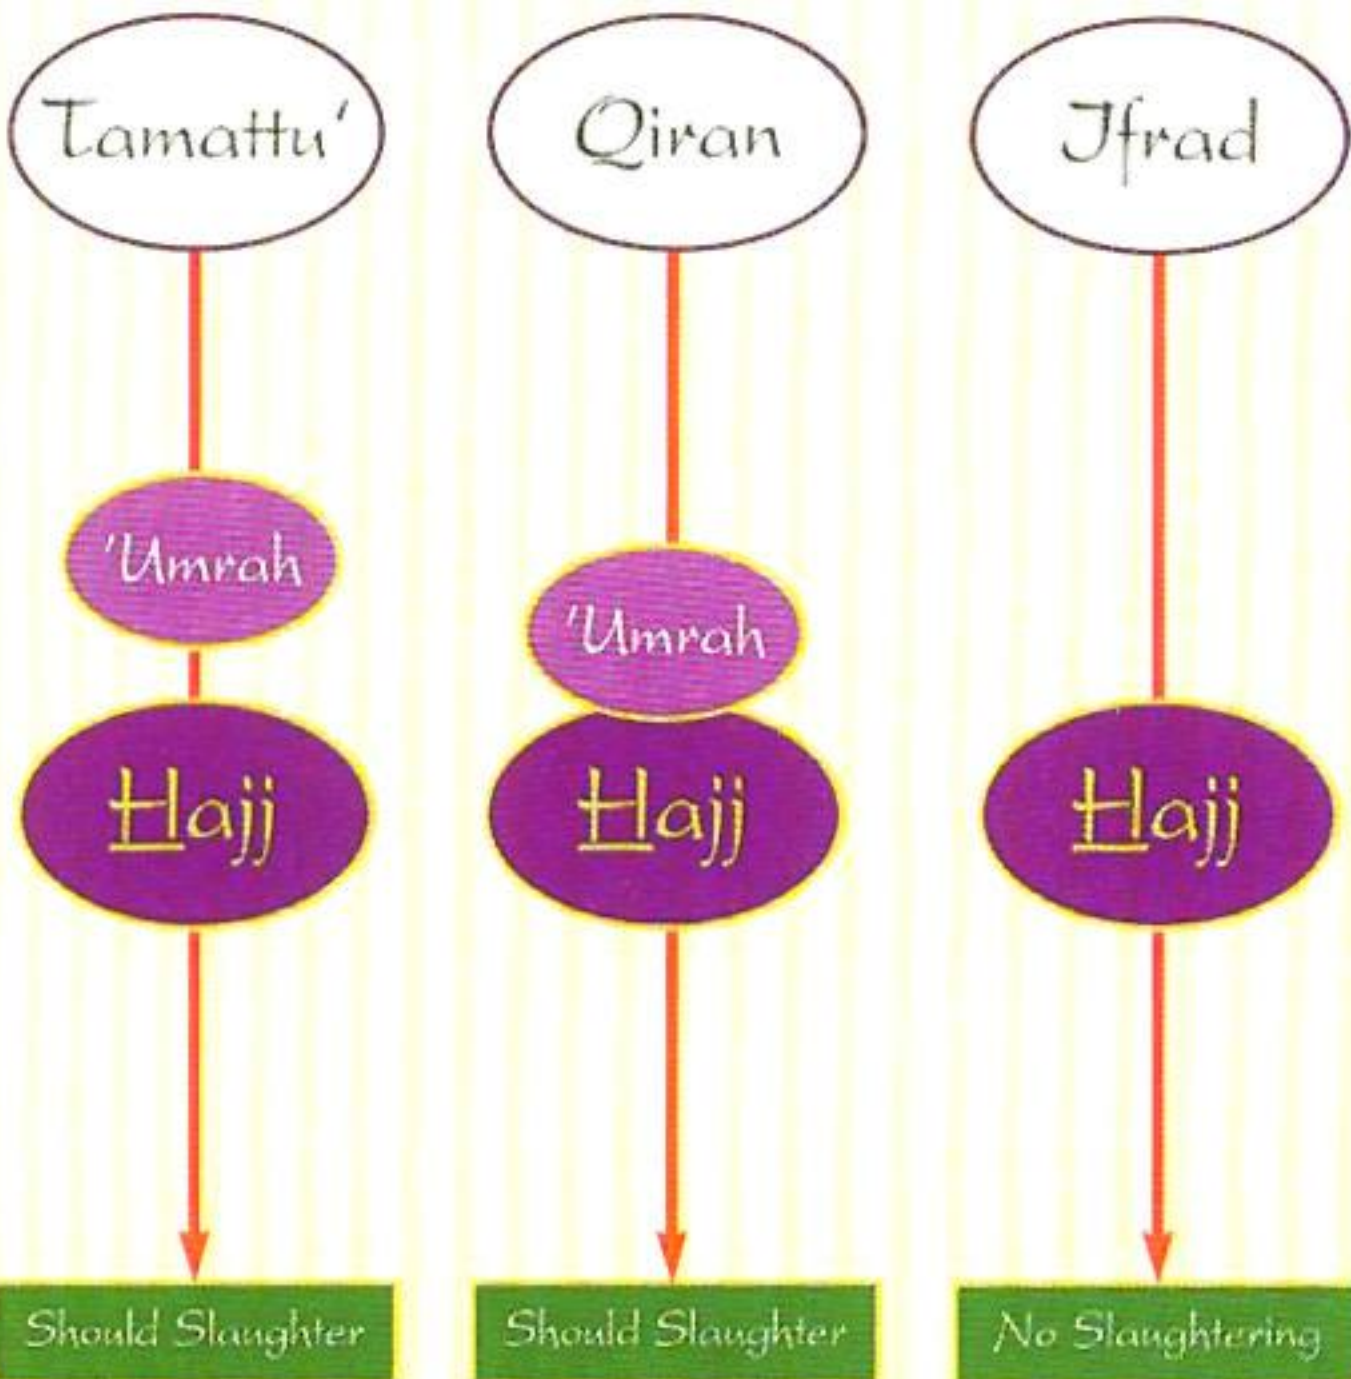 Tamattu'
Qiran
Ifrad
'Umrah
'Umrah
Hajj
Hajj
Hajj
Should Slaughter
Should Slaughter
No Slaughtering